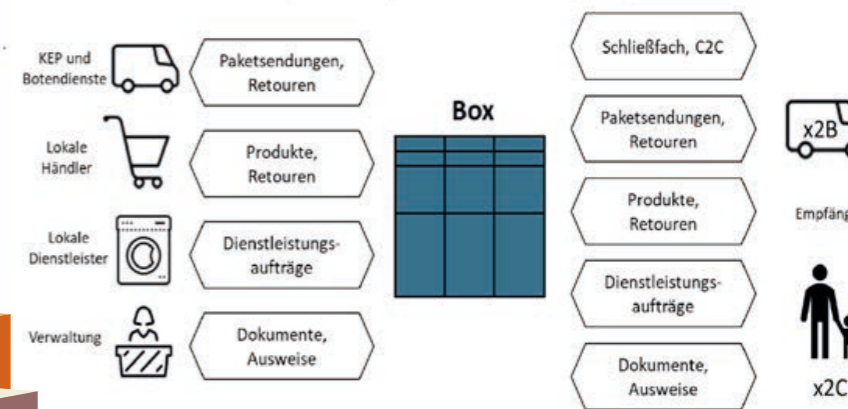 KEP und
Botendienste
Paketsendungen,
Retouren
Lokale
Händler
Produkte,
Retouren
Lokale
Dienstleister
Dienstleistungs-
aufträge
Verwaltung
Dokumente,
Ausweise
Box
Schließfach, C2C
Paketsendungen,
Retouren
Produkte,
Retouren
Dienstleistungs-
aufträge
Dokumente,
Ausweise
x2B
x2C